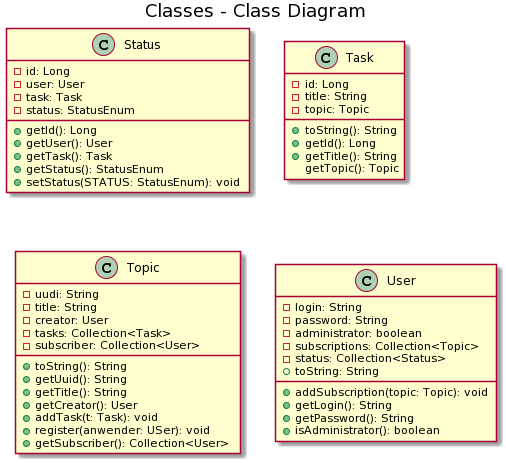 Classes - Class Diagram
C Status
id: Long
user: User
task: Task
status: StatusEnum
getId(): Long
getUser(): User
getTask(): Task
getStatus(): StatusEnum
setStatus(STATUS: StatusEnum): void
C Task
id: Long
title: String
topic: Topic
toString(): String
getId(): Long
getTitle(): String
getTopic(): Topic
C Topic
uudi: String
title: String
creator: User
tasks: Collection<Task>
subscriber: Collection<User>
toString(): String
getUuid(): String
getTitle(): String
getCreator(): User
addTask(t: Task): void
register(anwender: USer): void
getSubscriber(): Collection<User>
C User
login: String
password: String
administrator: boolean
subscriptions: Collection<Topic>
status: Collection<Status>
toString: String
addSubscription(topic: Topic): void
getLogin(): String
getPassword(): String
isAdministrator(): boolean